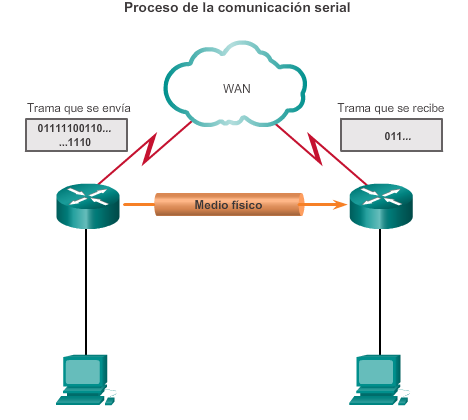 Proceso de la comunicación serial
WAN
Trama que se envía
01111100110...
...1110
Trama que se recibe
011...
Medio físico